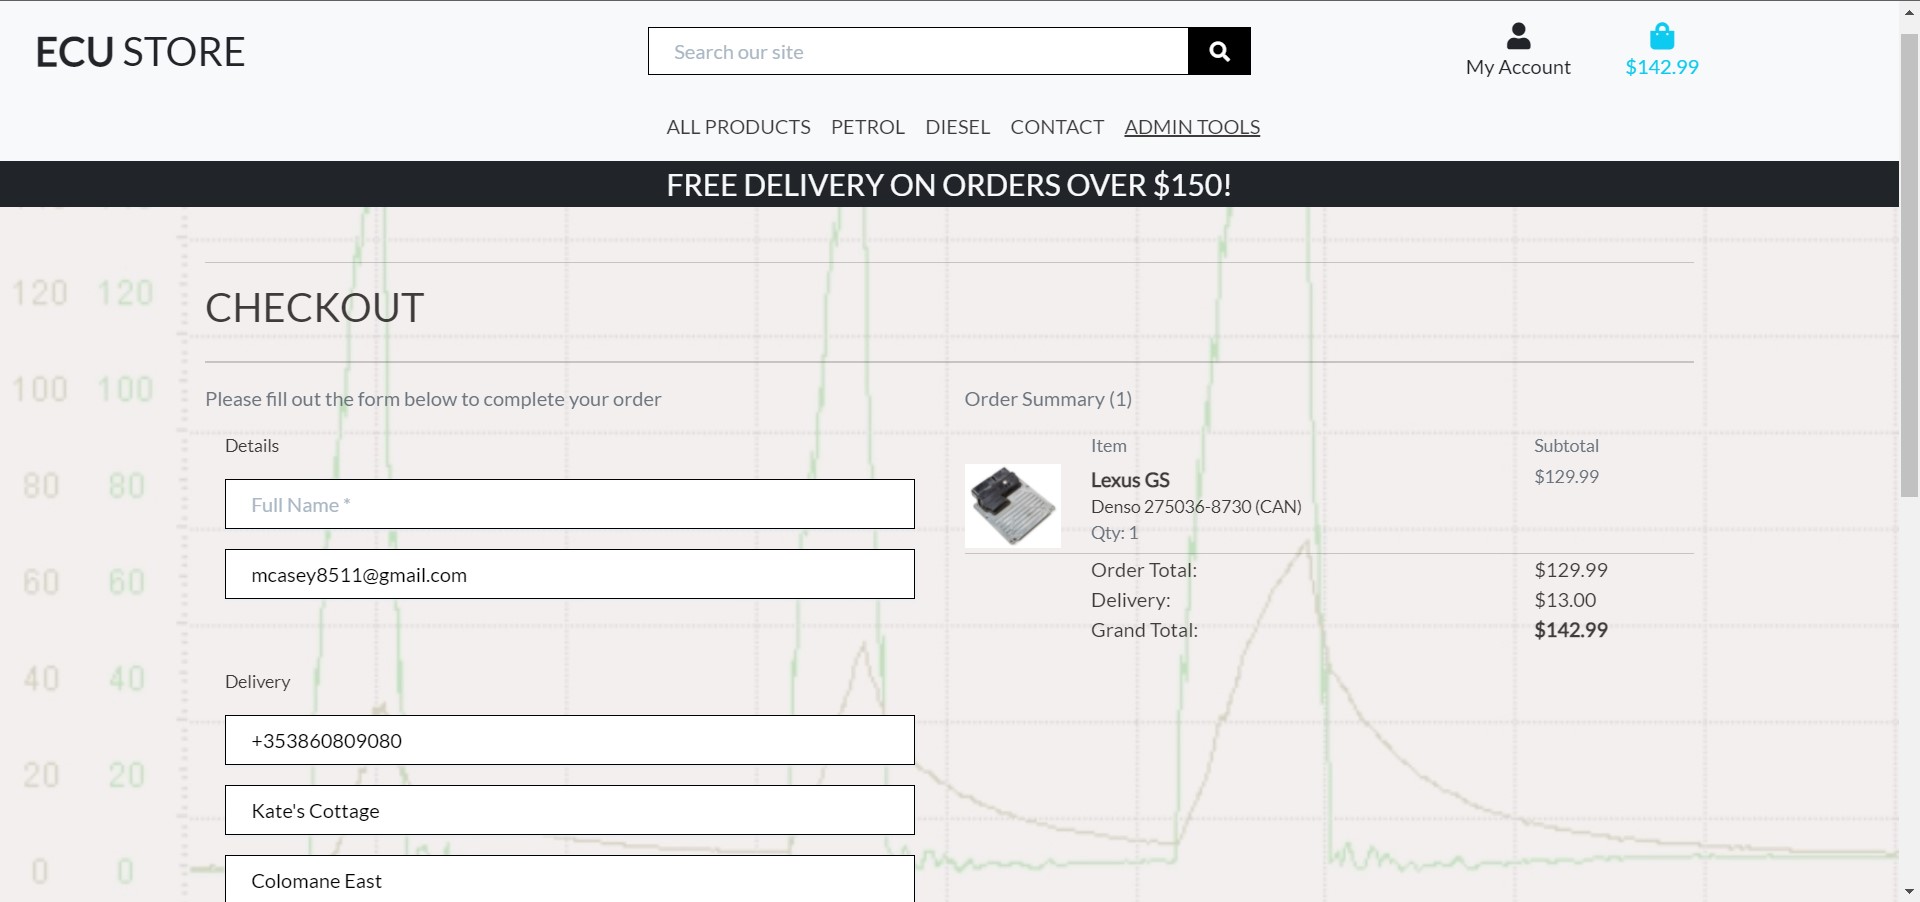 ECU STORE
Search our site
My Account
$142.99
ALL PRODUCTS PETROL DIESEL CONTACT ADMIN TOOLS
FREE DELIVERY ON ORDERS OVER $150!
CHECKOUT
Please fill out the form below to complete your order
Details
Full Name *
mcasey8511@gmail.com
Delivery
+353860809080
Kate's Cottage
Colomane East
Order Summary (1)
Item Subtotal
Lexus GS $129.99
Denso 275036-8730 (CAN)
Qty: 1
Order Total: $129.99
Delivery: $13.00
Grand Total: $142.99
120 120
100 100
80 80
60 60
40 40
20 20
0 0